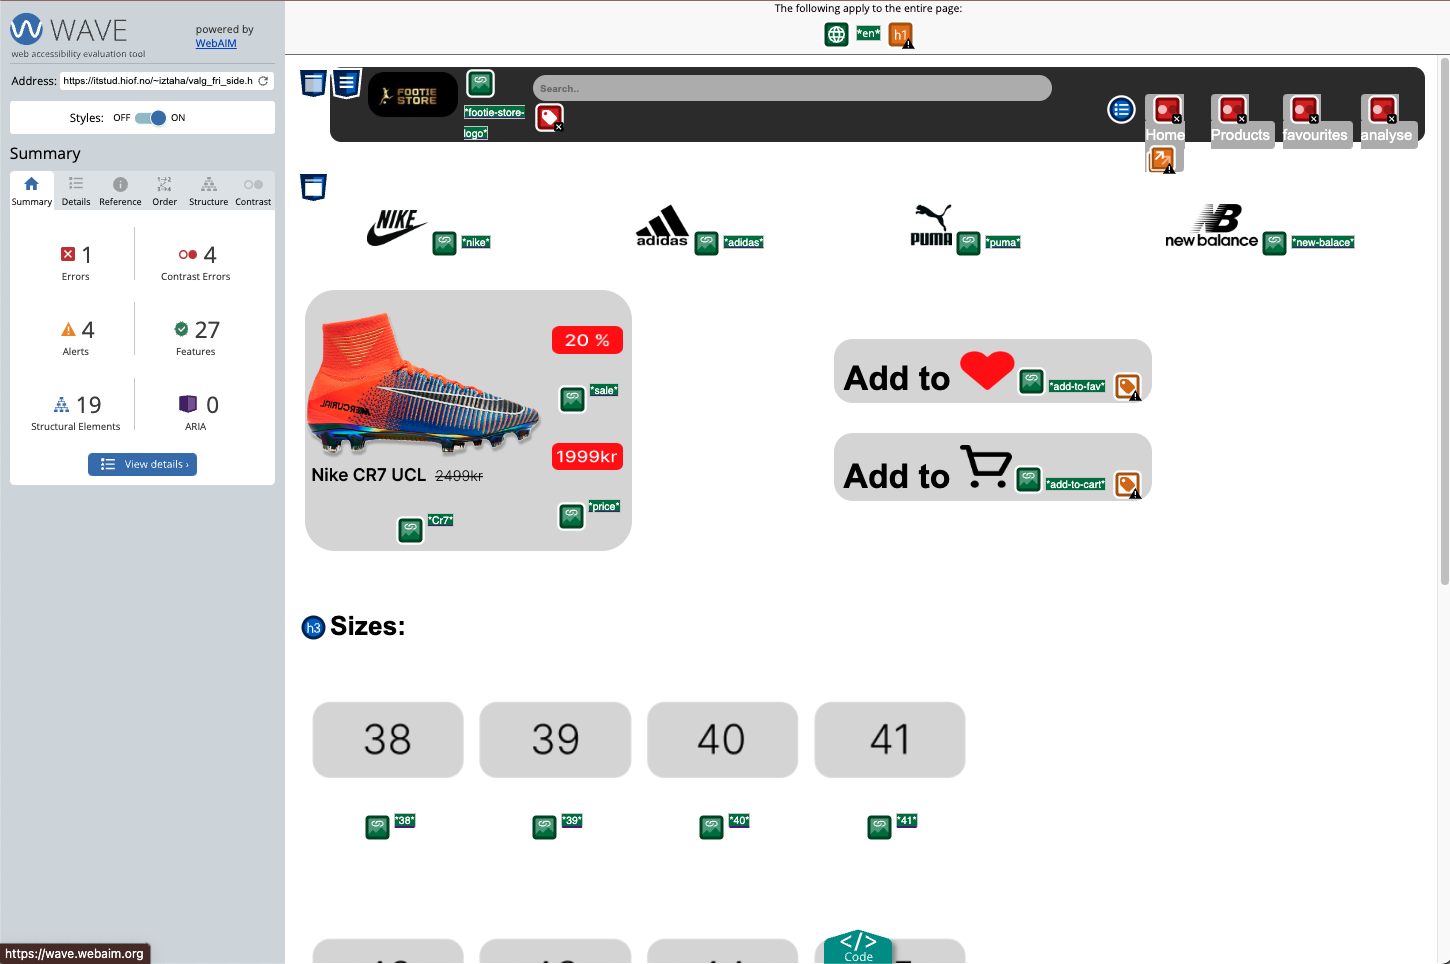 WAVE
web accessibility evaluation tool
powered by
WebAIM
Address: https://itstud.hiof.no/~iztaha/valg_fri_side.h
Styles: OFF ON
Summary
Summary Details Reference Order Structure Contrast
1
Errors
4
Contrast Errors
4
Alerts
27
Features
19
Structural Elements
0
ARIA
View details ›
https://wave.webaim.org
The following apply to the entire page:
*en* h1
FOOTIE
STORE
*footie-store-
logo*
Search..
Home Products favourites analyse
NIKE *nike*
adidas *adidas*
PUMA *puma*
NB new balance *new-balace*
MERCURIAL
20 %
*sale*
1999kr
Nike CR7 UCL 2499kr
*price*
*Cr7*
Add to *add-to-fav*
Add to *add-to-cart*
h3 Sizes:
38 39 40 41
*38* *39* *40* *41*
</> Code